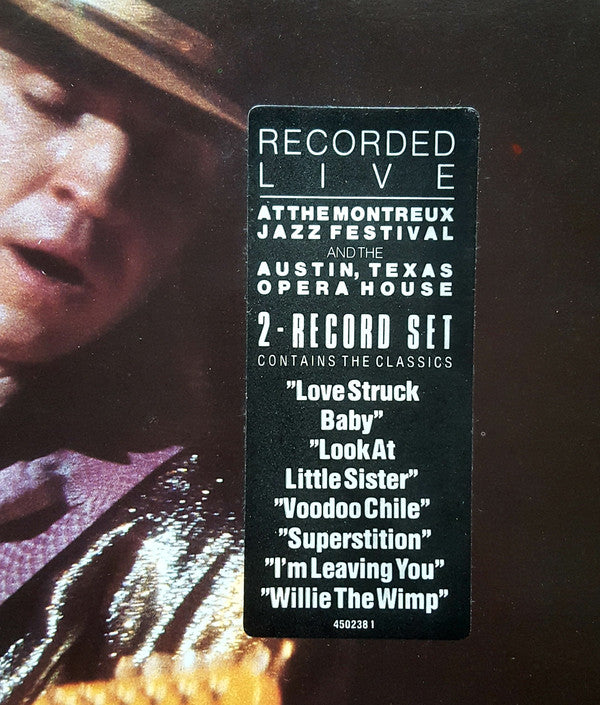 RECORDED
LIVE
AT THE MONTREUX
JAZZ FESTIVAL
AND THE
AUSTIN, TEXAS
OPERA HOUSE
2-RECORD SET
CONTAINS THE CLASSICS
”Love Struck
Baby”
”Look At
Little Sister”
”Voodoo Chile”
”Superstition”
”I'm Leaving You”
”Willie The Wimp”
450238 1